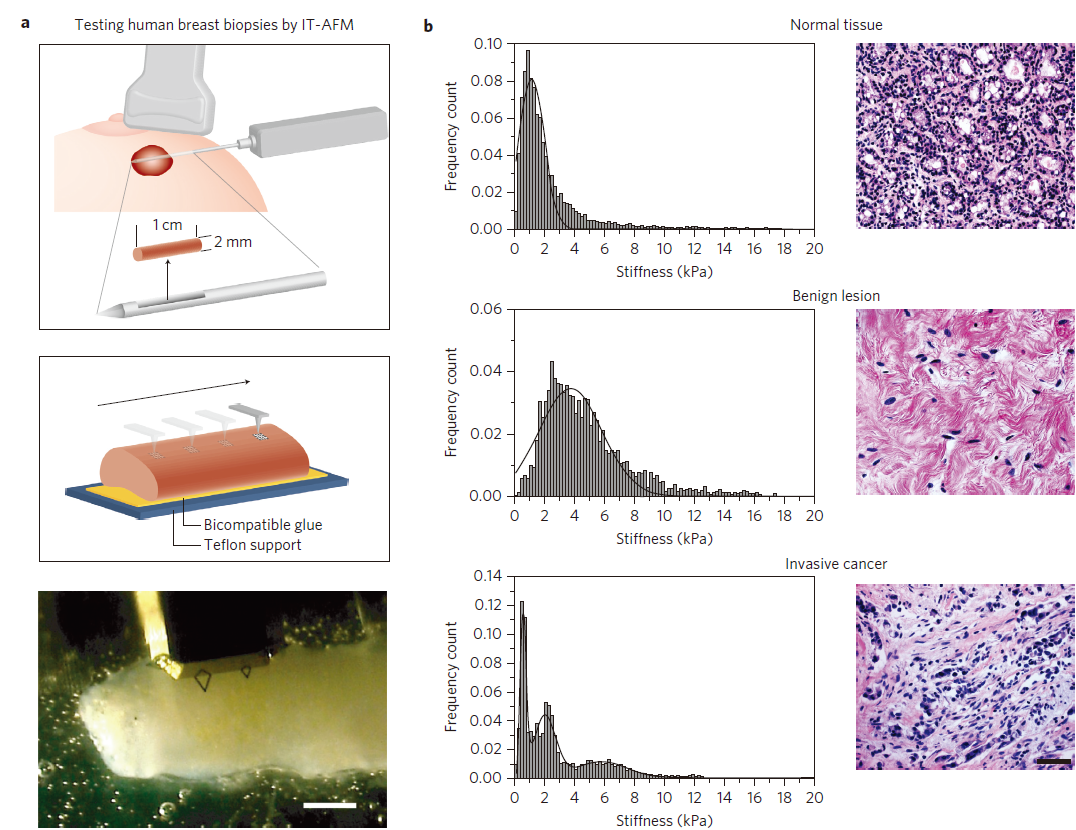 a
Testing human breast biopsies by IT-AFM
1 cm
2 mm
Bicompatible glue
Teflon support
b
Normal tissue
Frequency count
0.10
0.08
0.06
0.04
0.02
0.00
0 2 4 6 8 10 12 14 16 18 20
Stiffness (kPa)
Benign lesion
Frequency count
0.06
0.04
0.02
0.00
0 2 4 6 8 10 12 14 16 18 20
Stiffness (kPa)
Invasive cancer
Frequency count
0.14
0.12
0.10
0.08
0.06
0.04
0.02
0.00
0 2 4 6 8 10 12 14 16 18 20
Stiffness (kPa)